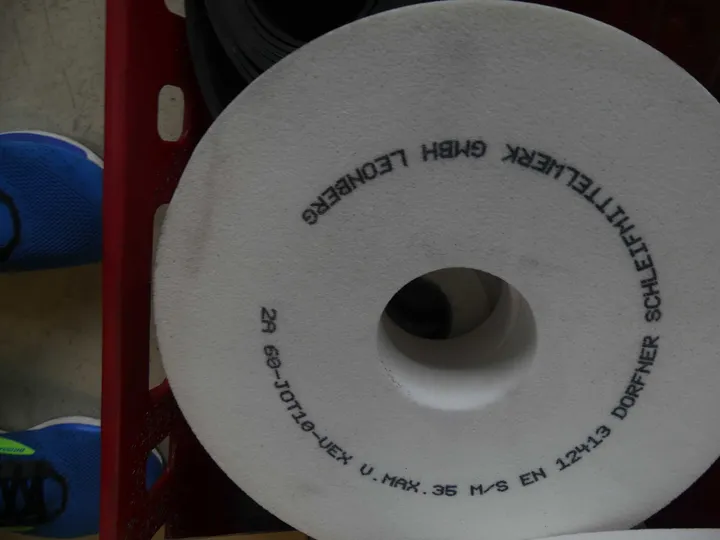 2A 60-JOT10-VEX V.MAX.35 M/S EN 12413 DORFNER SCHLEIFMITTELWERK GMBH LEONBERG